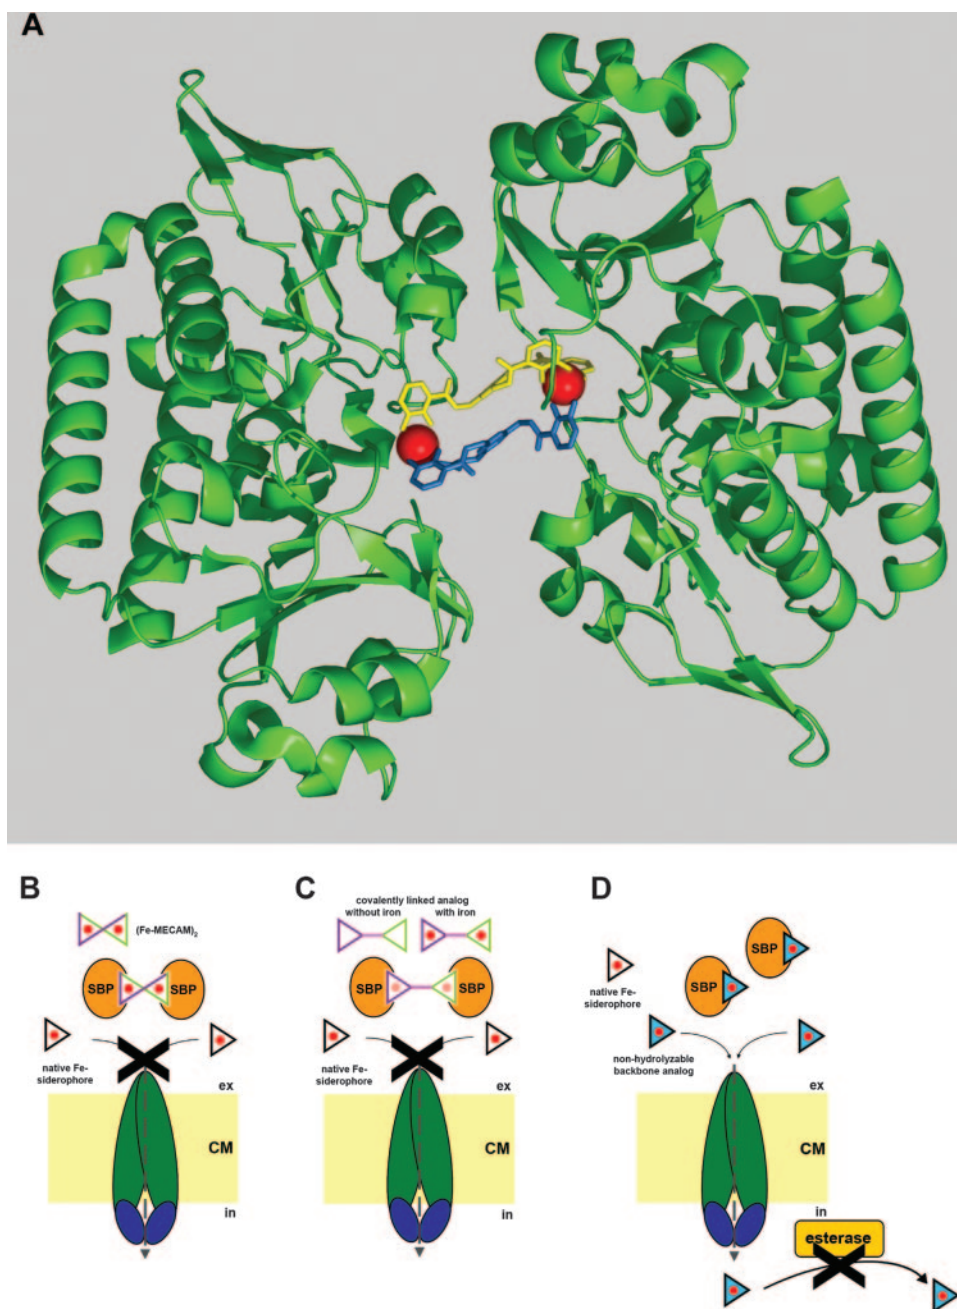 A
B
(Fe-MECAM)2
SBP
SBP
native Fe-
siderophore
ex
CM
in
C
covalently linked analog
without iron
with iron
SBP
SBP
native Fe-
siderophore
ex
CM
in
D
SBP
SBP
native Fe-
siderophore
non-hydrolyzable
backbone analog
ex
CM
in
esterase